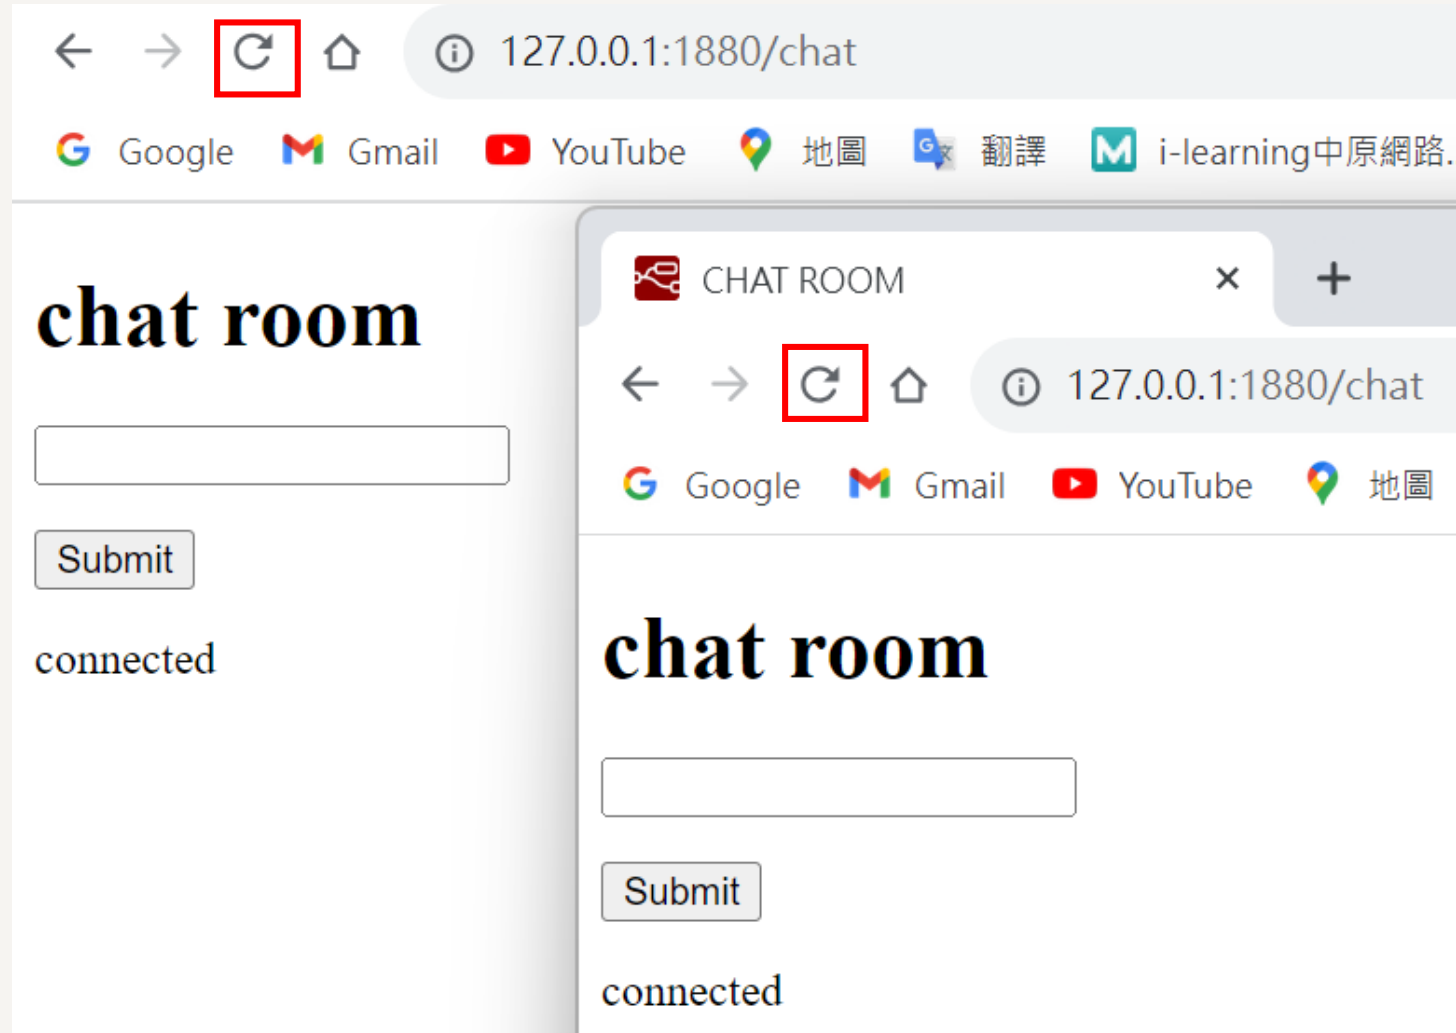 127.0.0.1:1880/chat
Google Gmail YouTube 地圖 翻譯 i-learning中原網路...
chat room
Submit
connected
CHAT ROOM
127.0.0.1:1880/chat
Google Gmail YouTube 地圖
chat room
Submit
connected